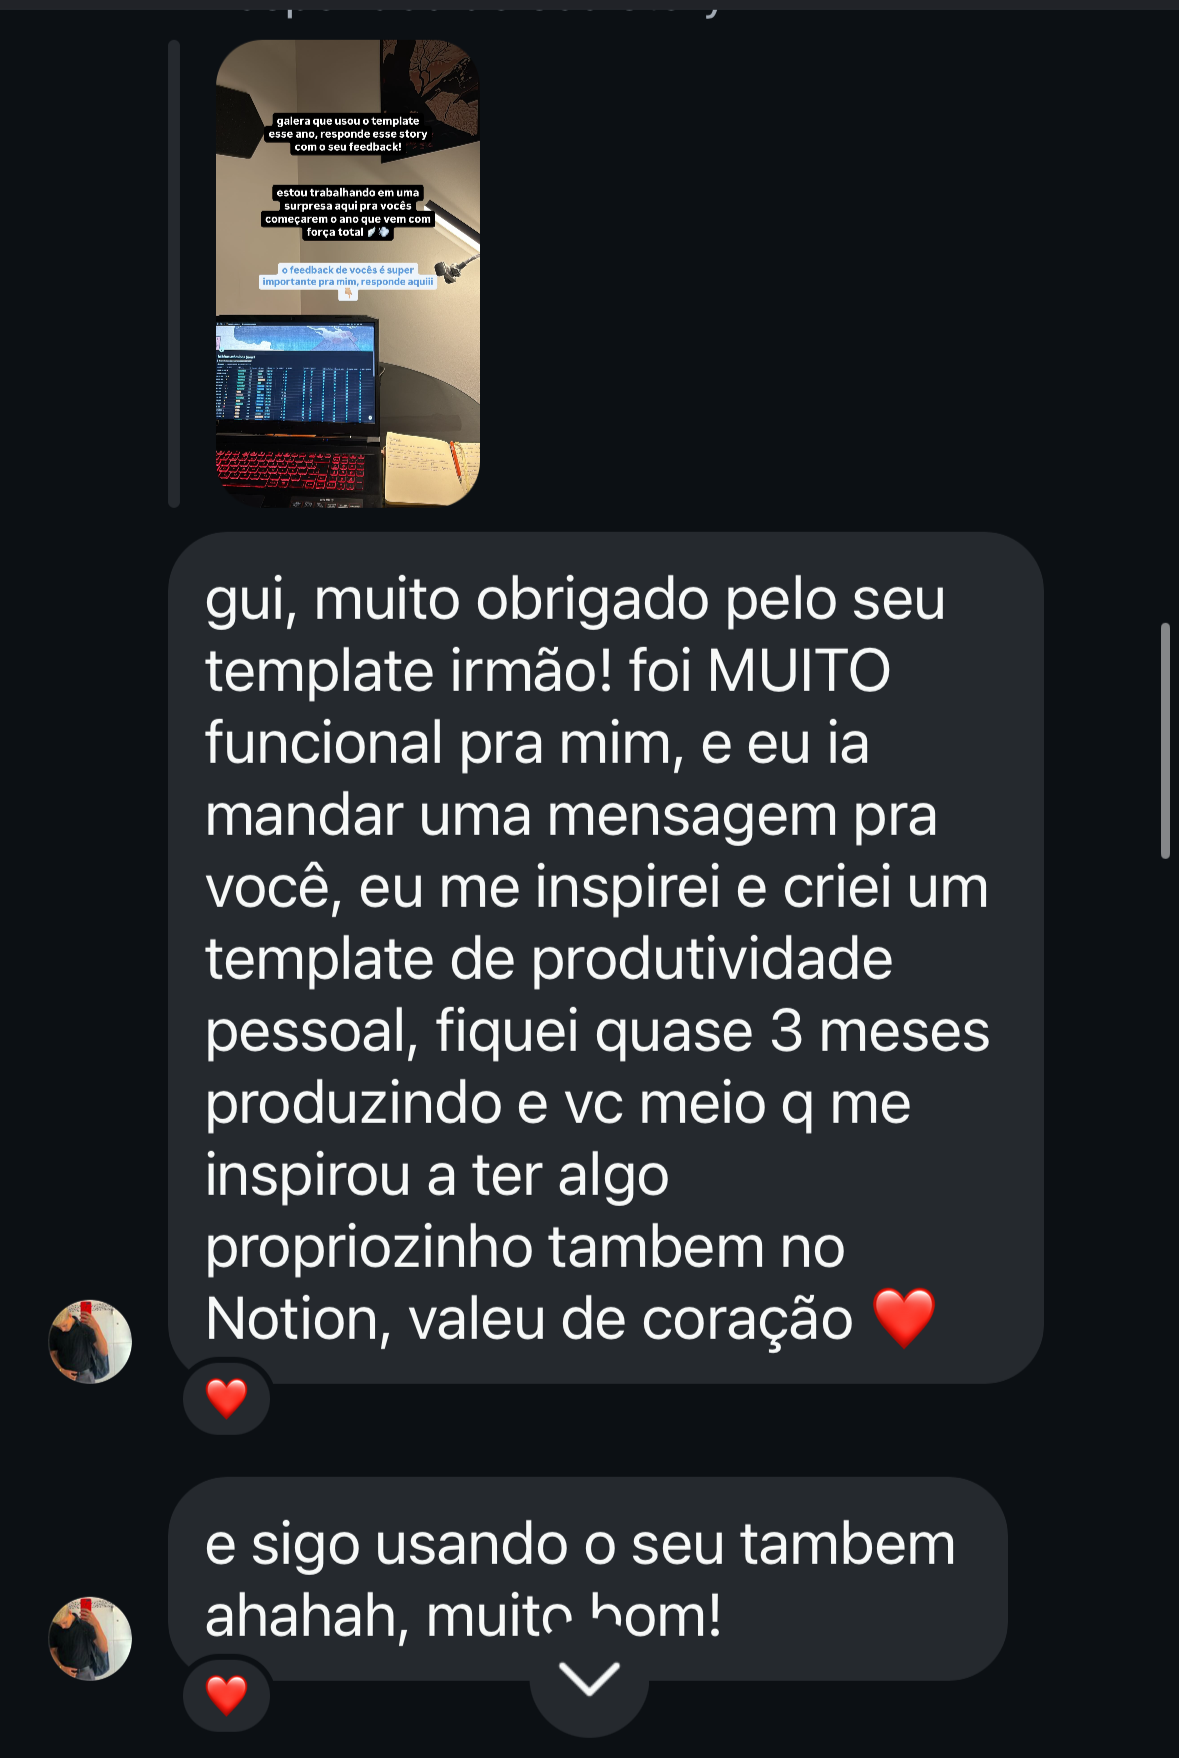 galera que usou o template
esse ano, responde esse story
com o seu feedback!
estou trabalhando em uma
surpresa aqui pra vocês
começarem o ano que vem com
força total 🚀💨
o feedback de vocês é super
importante pra mim, responde aquiii
👇🏻
gui, muito obrigado pelo seu
template irmão! foi MUITO
funcional pra mim, e eu ia
mandar uma mensagem pra
você, eu me inspirei e criei um
template de produtividade
pessoal, fiquei quase 3 meses
produzindo e vc meio q me
inspirou a ter algo
propriozinho tambem no
Notion, valeu de coração ❤️
❤️
e sigo usando o seu tambem
ahahah, muito bom!
❤️